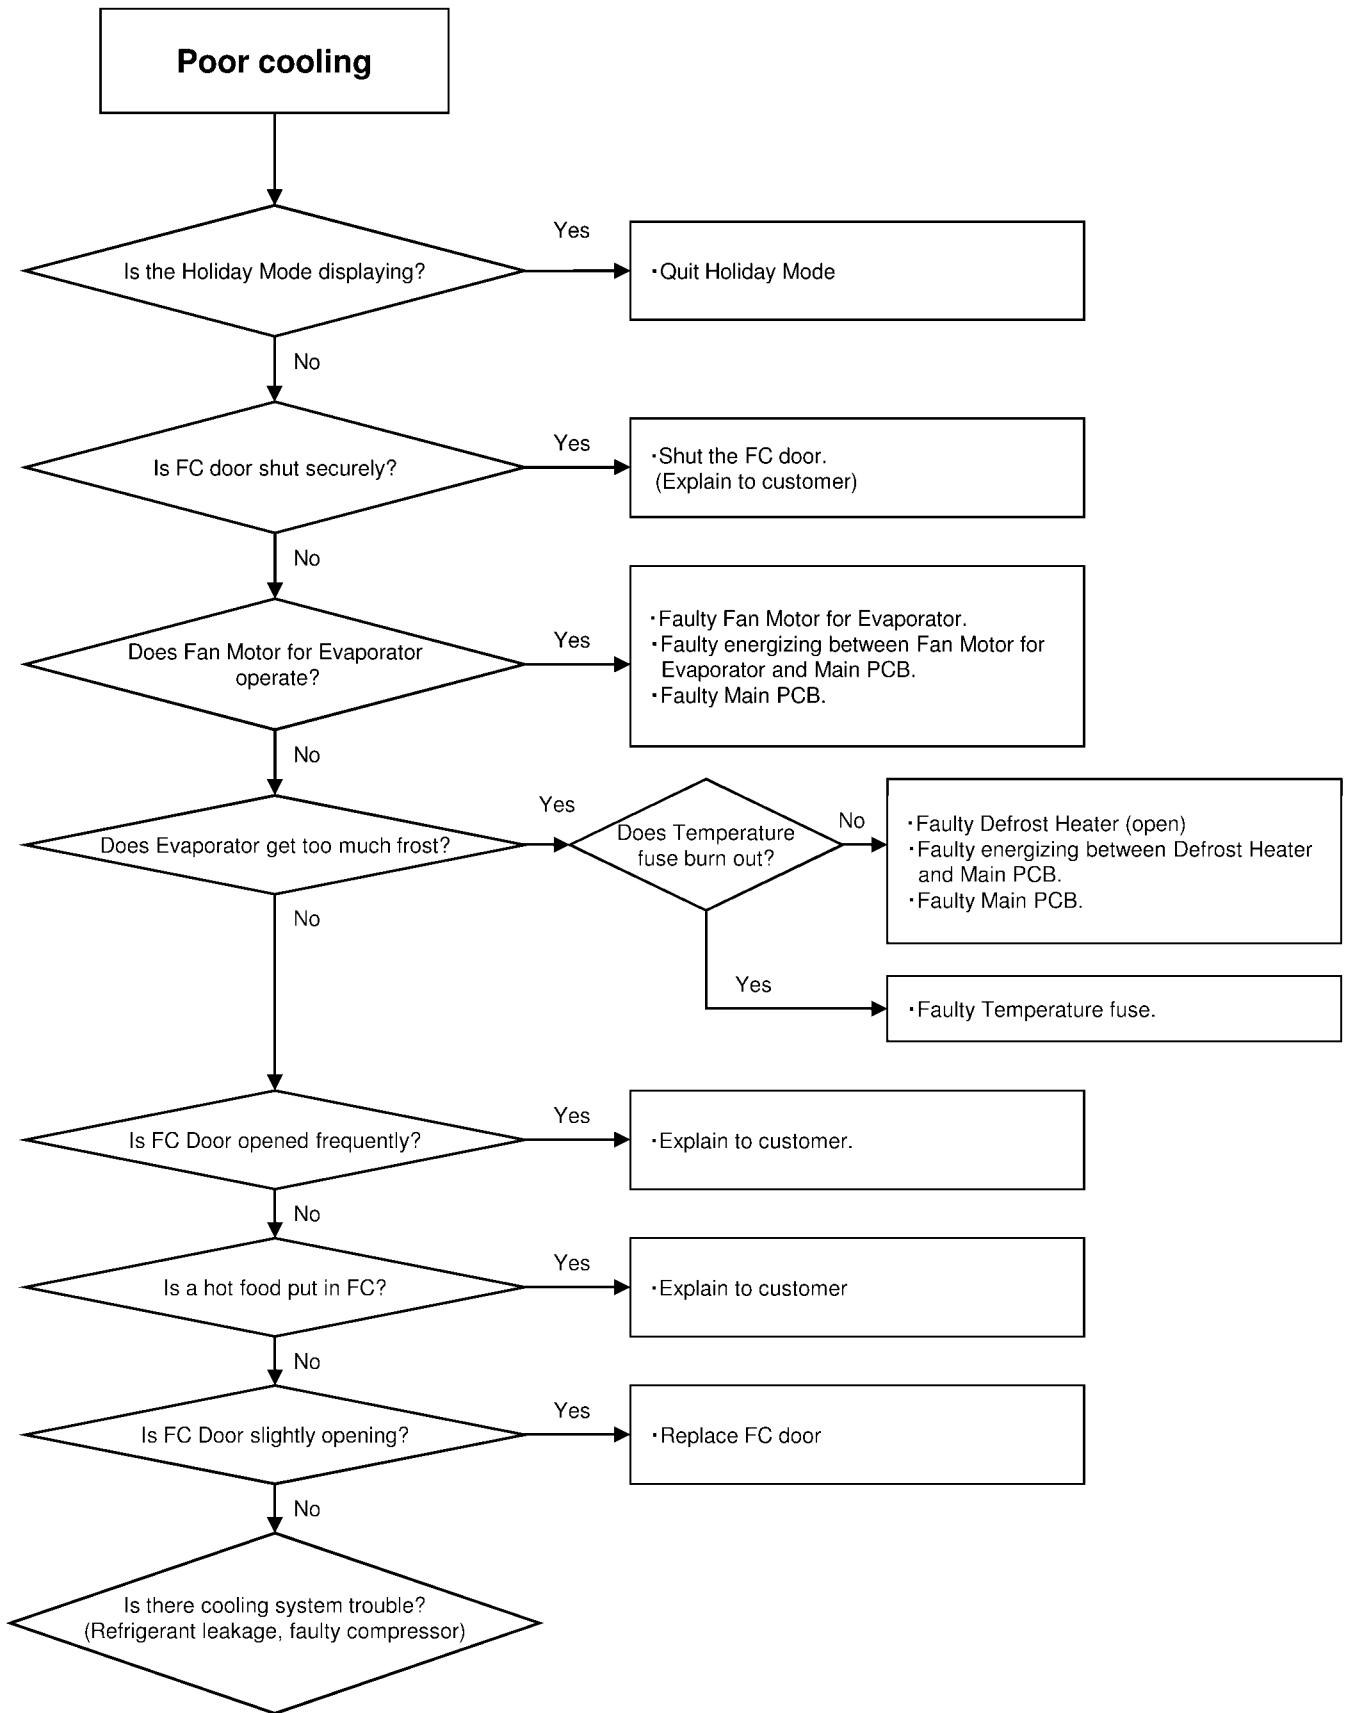 Poor cooling
Yes
Is the Holiday Mode displaying?
・Quit Holiday Mode
No
Yes
Is FC door shut securely?
・Shut the FC door.
(Explain to customer)
No
Does Fan Motor for Evaporator
operate?
Yes
・Faulty Fan Motor for Evaporator.
・Faulty energizing between Fan Motor for
Evaporator and Main PCB.
・Faulty Main PCB.
No
Does Evaporator get too much frost?
Yes
Does Temperature
fuse burn out?
No
・Faulty Defrost Heater (open)
・Faulty energizing between Defrost Heater
and Main PCB.
・Faulty Main PCB.
No
Yes
・Faulty Temperature fuse.
Yes
Is FC Door opened frequently?
・Explain to customer.
No
Yes
Is a hot food put in FC?
・Explain to customer
No
Yes
Is FC Door slightly opening?
・Replace FC door
No
Is there cooling system trouble?
(Refrigerant leakage, faulty compressor)